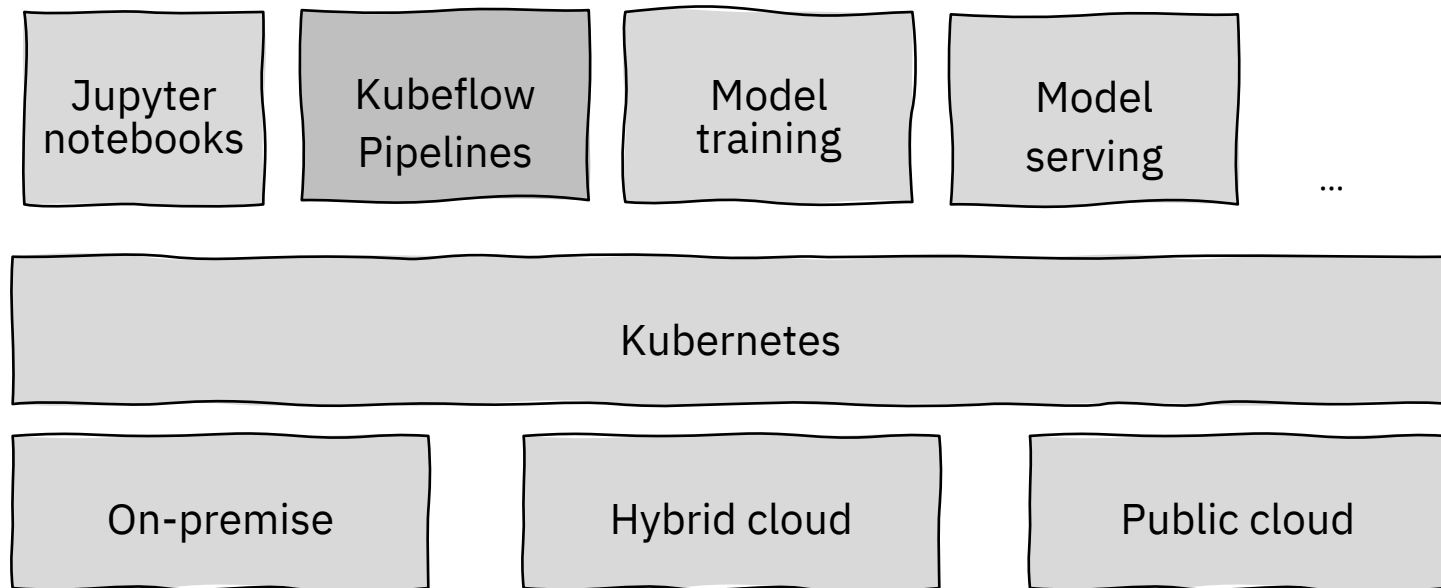 Jupyter
notebooks
Kubeflow
Pipelines
Model
training
Model
serving
...
Kubernetes
On-premise
Hybrid cloud
Public cloud